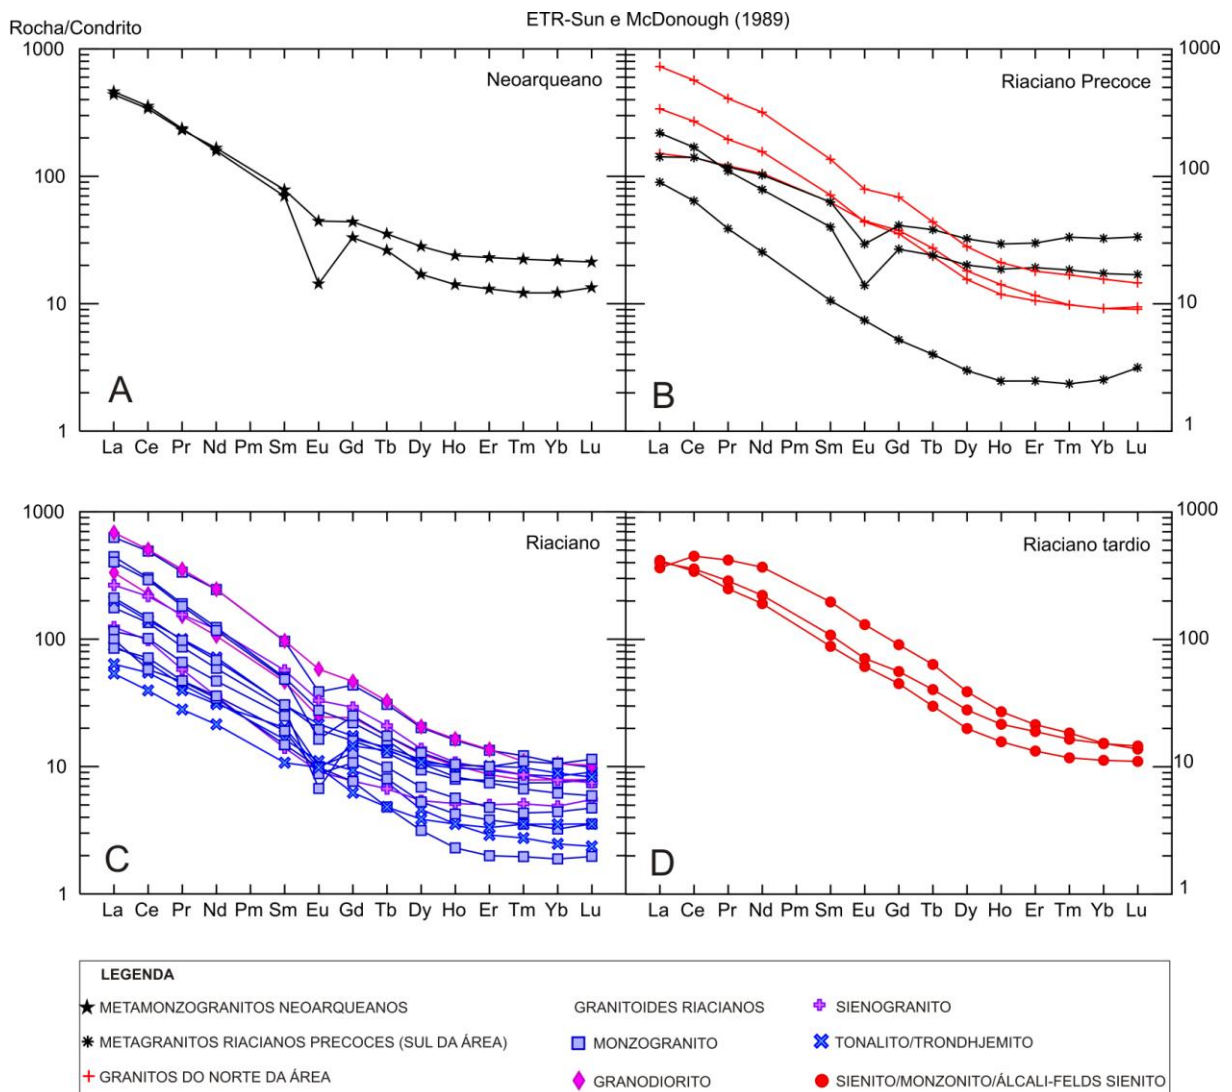 ETR-Sun e McDonough (1989)
Rocha/Condrito
1000
100
10
1
Neoarqueano
A
La Ce Pr Nd Pm Sm Eu Gd Tb Dy Ho Er Tm Yb Lu
Riaciano Precoce
B
1000
100
10
1
La Ce Pr Nd Pm Sm Eu Gd Tb Dy Ho Er Tm Yb Lu
1000
100
10
1
Riaciano
C
La Ce Pr Nd Pm Sm Eu Gd Tb Dy Ho Er Tm Yb Lu
Riaciano tardio
D
1000
100
10
1
La Ce Pr Nd Pm Sm Eu Gd Tb Dy Ho Er Tm Yb Lu
LEGENDA
METAMONZOGRANITOS NEOARQUEANOS
METAGRANITOS RIACIANOS PRECOCES (SUL DA ÁREA)
GRANITOS DO NORTE DA ÁREA
GRANITOIDES RIACIANOS
MONZOGRANITO
GRANODIORITO
SIENOGRANITO
TONALITO/TRONDHJEMITO
SIENITO/MONZONITO/ÁLCALI-FELDS SIENITO